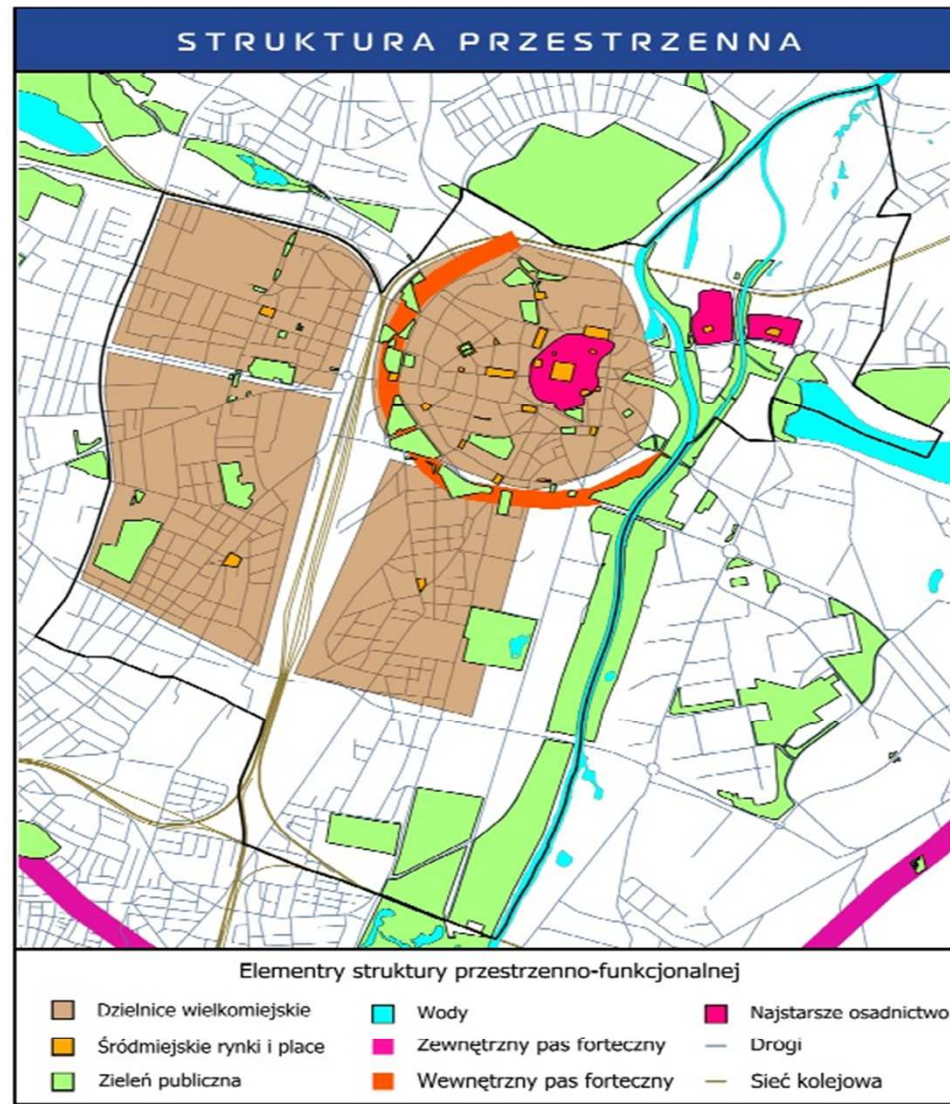 STRUKTURA PRZESTRZENNA
Elementry struktury przestrzenno-funkcjonalnej
Dzielnice wielkomiejskie
Wody
Najstarsze osadnictwo
Śródmiejskie rynki i place
Zewnętrzny pas forteczny
Drogi
Zieleń publiczna
Wewnętrzny pas forteczny
Sieć kolejowa